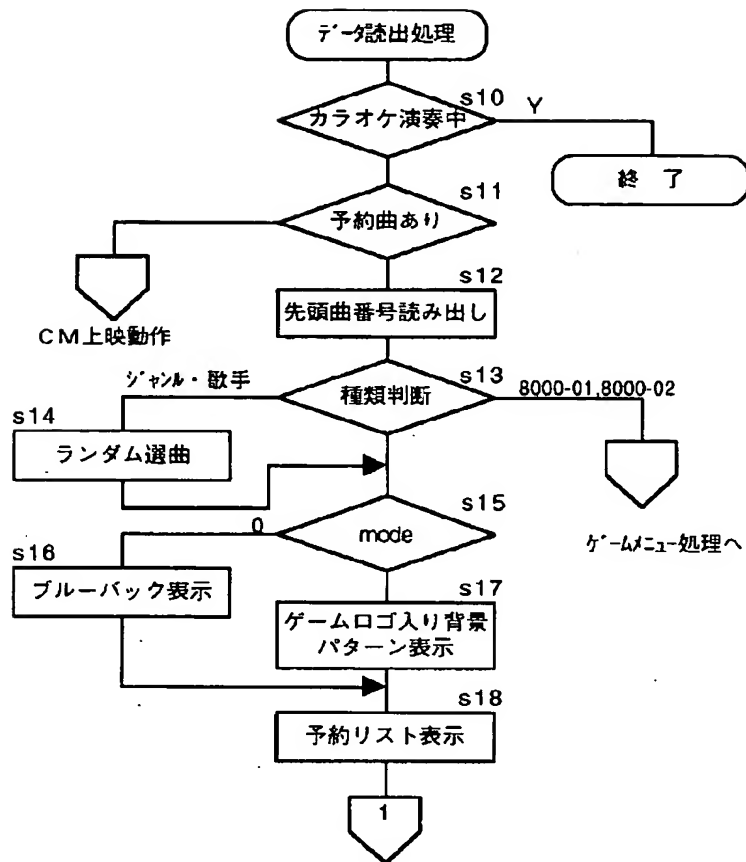 データ読出処理
s10
カラオケ演奏中
Y
終 了
s11
予約曲あり
s12
CM上映動作
先頭曲番号読み出し
ジャンル・歌手
s13
種類判断
8000-01,8000-02
s14
ランダム選曲
s15
0
mode
ゲームメニュー処理へ
s16
ブルーバック表示
s17
ゲームロゴ入り背景
パターン表示
s18
予約リスト表示
1